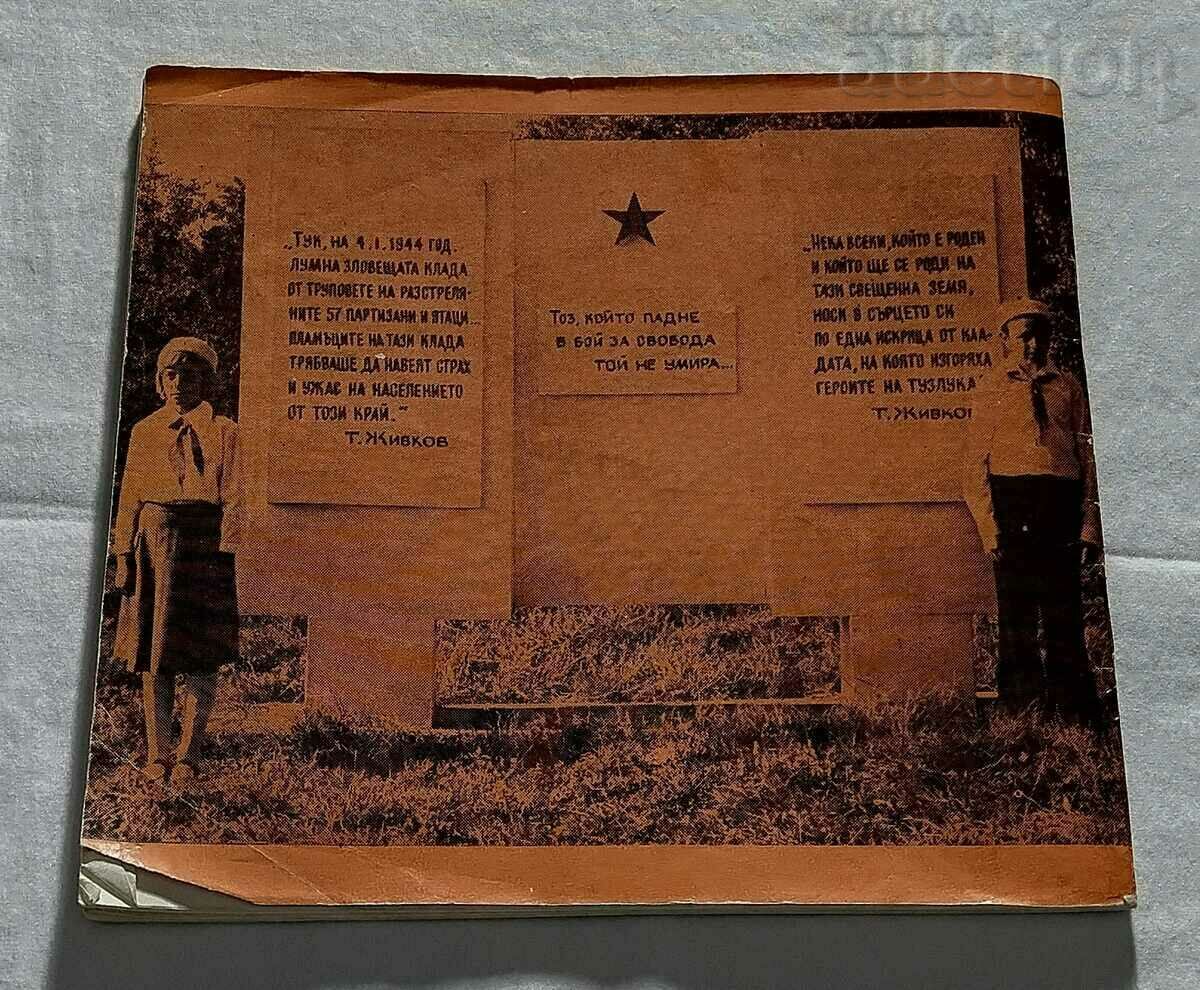 „Тук, на 4.I.1944 год.
лумна зловещата клада
от труповете на разстреля-
ните 57 партизани и ятаци...
Пламъците на тази клада
трябваше да навеят страх
и ужас на населението
от този край.“
Т. Живков
Тоз, който падне
в бой за свобода
той не умира...
„Нека всеки, който е роден
и който ще се роди на
тази свещенна земя,
носи в сърцето си
по една искрица от кла-
дата, на която изгоряха
героите на Тузлука“
Т. Живков
auction